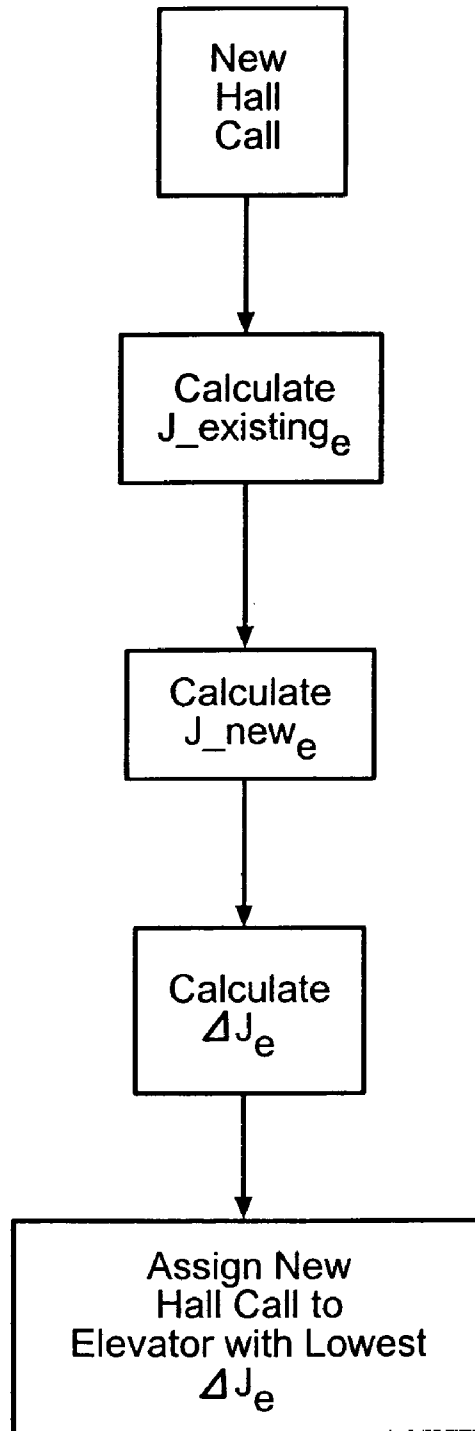 New
Hall
Call
Calculate
J_existingₑ
Calculate
J_newₑ
Calculate
ΔJₑ
Assign New
Hall Call to
Elevator with Lowest
ΔJₑ